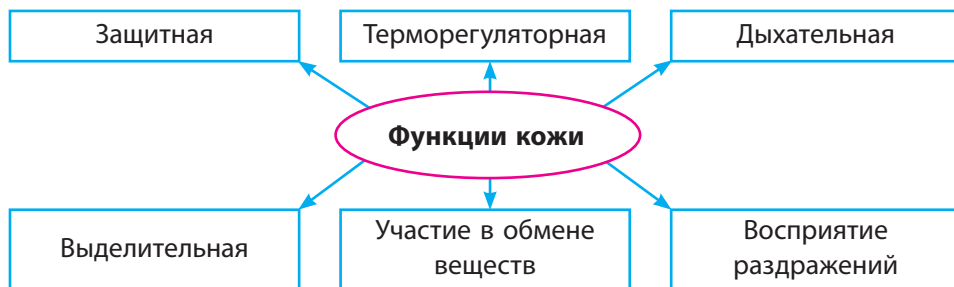 Защитная
Терморегуляторная
Дыхательная
Функции кожи
Выделительная
Участие в обмене
веществ
Восприятие
раздражений